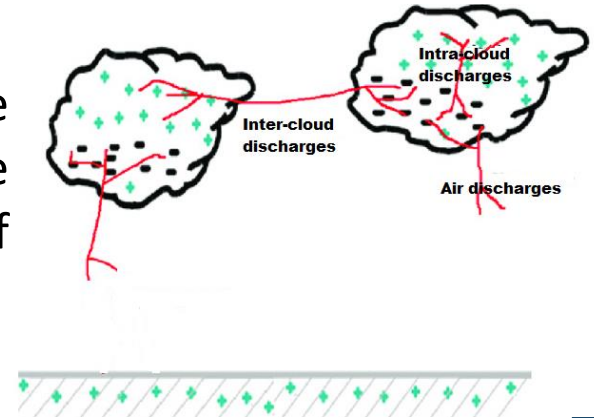 Intra-cloud
discharges
e
Inter-cloud
discharges
e
Air discharges
f